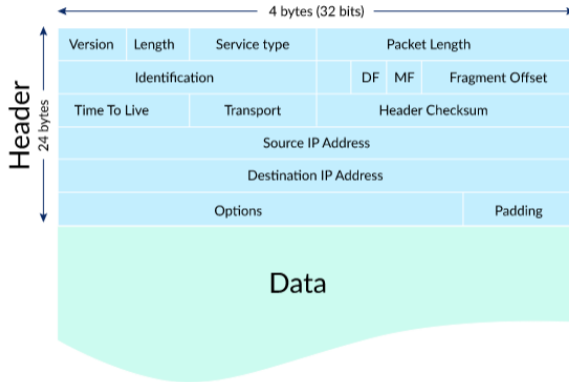 4 bytes (32 bits)
Version Length Service type Packet Length
Identification DF MF Fragment Offset
Time To Live Transport Header Checksum
Source IP Address
Destination IP Address
Options Padding
Header
24 bytes
Data